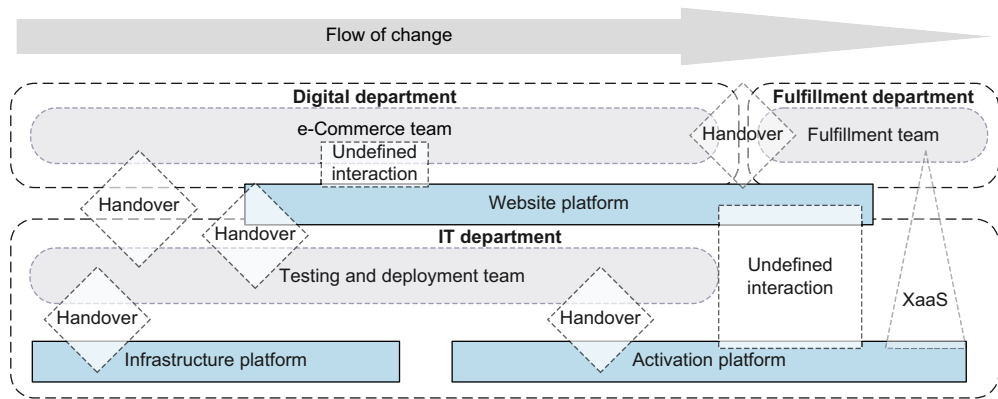 Flow of change
Digital department
Fulfillment department
e-Commerce team
Handover
Fulfillment team
Undefined
interaction
Handover
Website platform
Handover
IT department
Testing and deployment team
Undefined
interaction
XaaS
Handover
Handover
Infrastructure platform
Activation platform